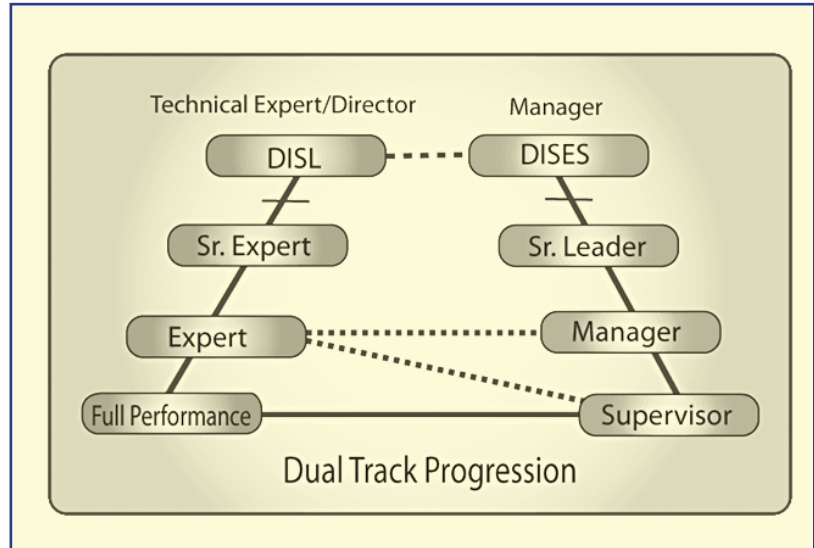 Technical Expert/Director
Manager
DISL
DISES
Sr. Expert
Sr. Leader
Expert
Manager
Full Performance
Supervisor
Dual Track Progression